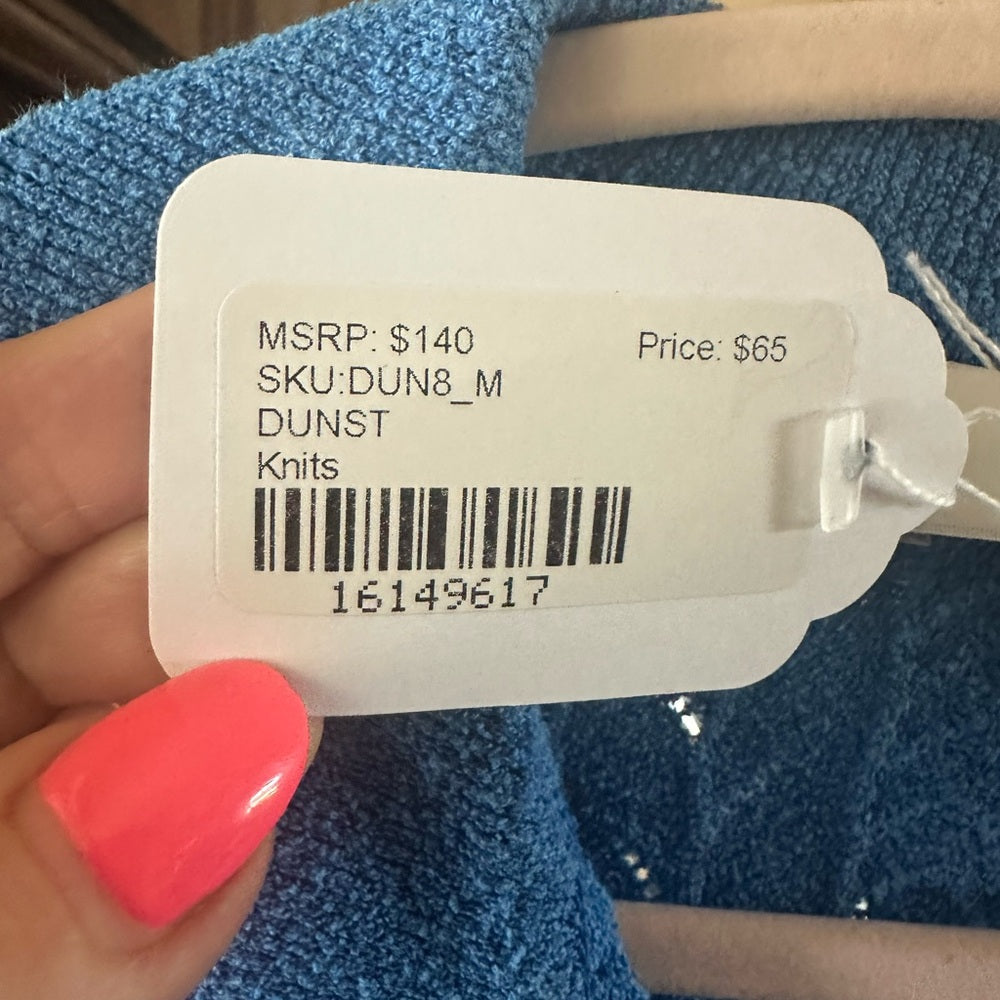 MSRP: $140 Price: $65
SKU:DUN8_M
DUNST
Knits
16149617